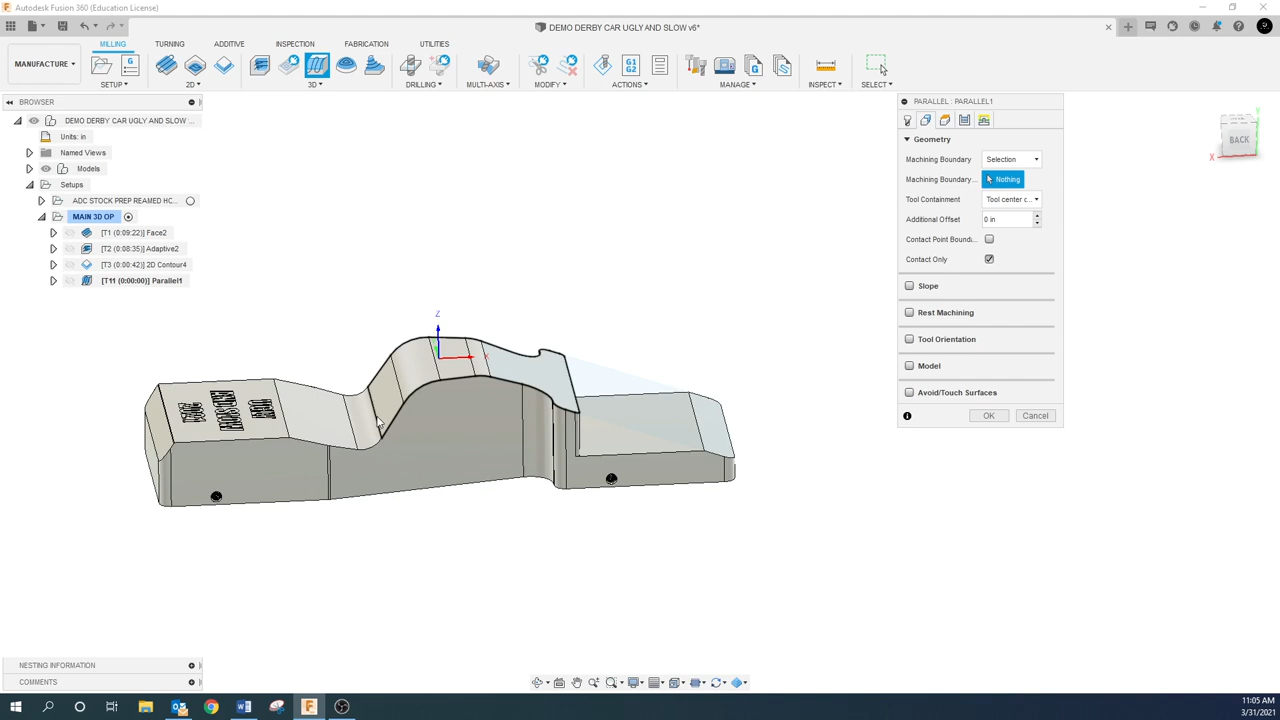 Autodesk Fusion 360 (Education License)
DEMO DERBY CAR UGLY AND SLOW v6*
MILLING TURNING ADDITIVE INSPECTION FABRICATION UTILITIES
MANUFACTURE
SETUP 2D 3D DRILLING MULTI-AXIS MODIFY ACTIONS MANAGE INSPECT SELECT
G1
G2
BROWSER
DEMO DERBY CAR UGLY AND SLOW ...
Units: in
Named Views
Models
Setups
ADC STOCK PREP REAMED HC...
MAIN 3D OP
[T1 (0:09:22)] Face2
[T2 (0:08:35)] Adaptive2
[T3 (0:00:42)] 2D Contour4
[T11 (0:00:00)] Parallel1
PARALLEL : PARALLEL1
Geometry
Machining Boundary Selection
Machining Boundary... Nothing
Tool Containment Tool center c...
Additional Offset 0 in
Contact Point Boundi...
Contact Only
Slope
Rest Machining
Tool Orientation
Model
Avoid/Touch Surfaces
OK Cancel
BACK
X
Y
Z
X
NESTING INFORMATION
COMMENTS
11:05 AM
3/31/2021